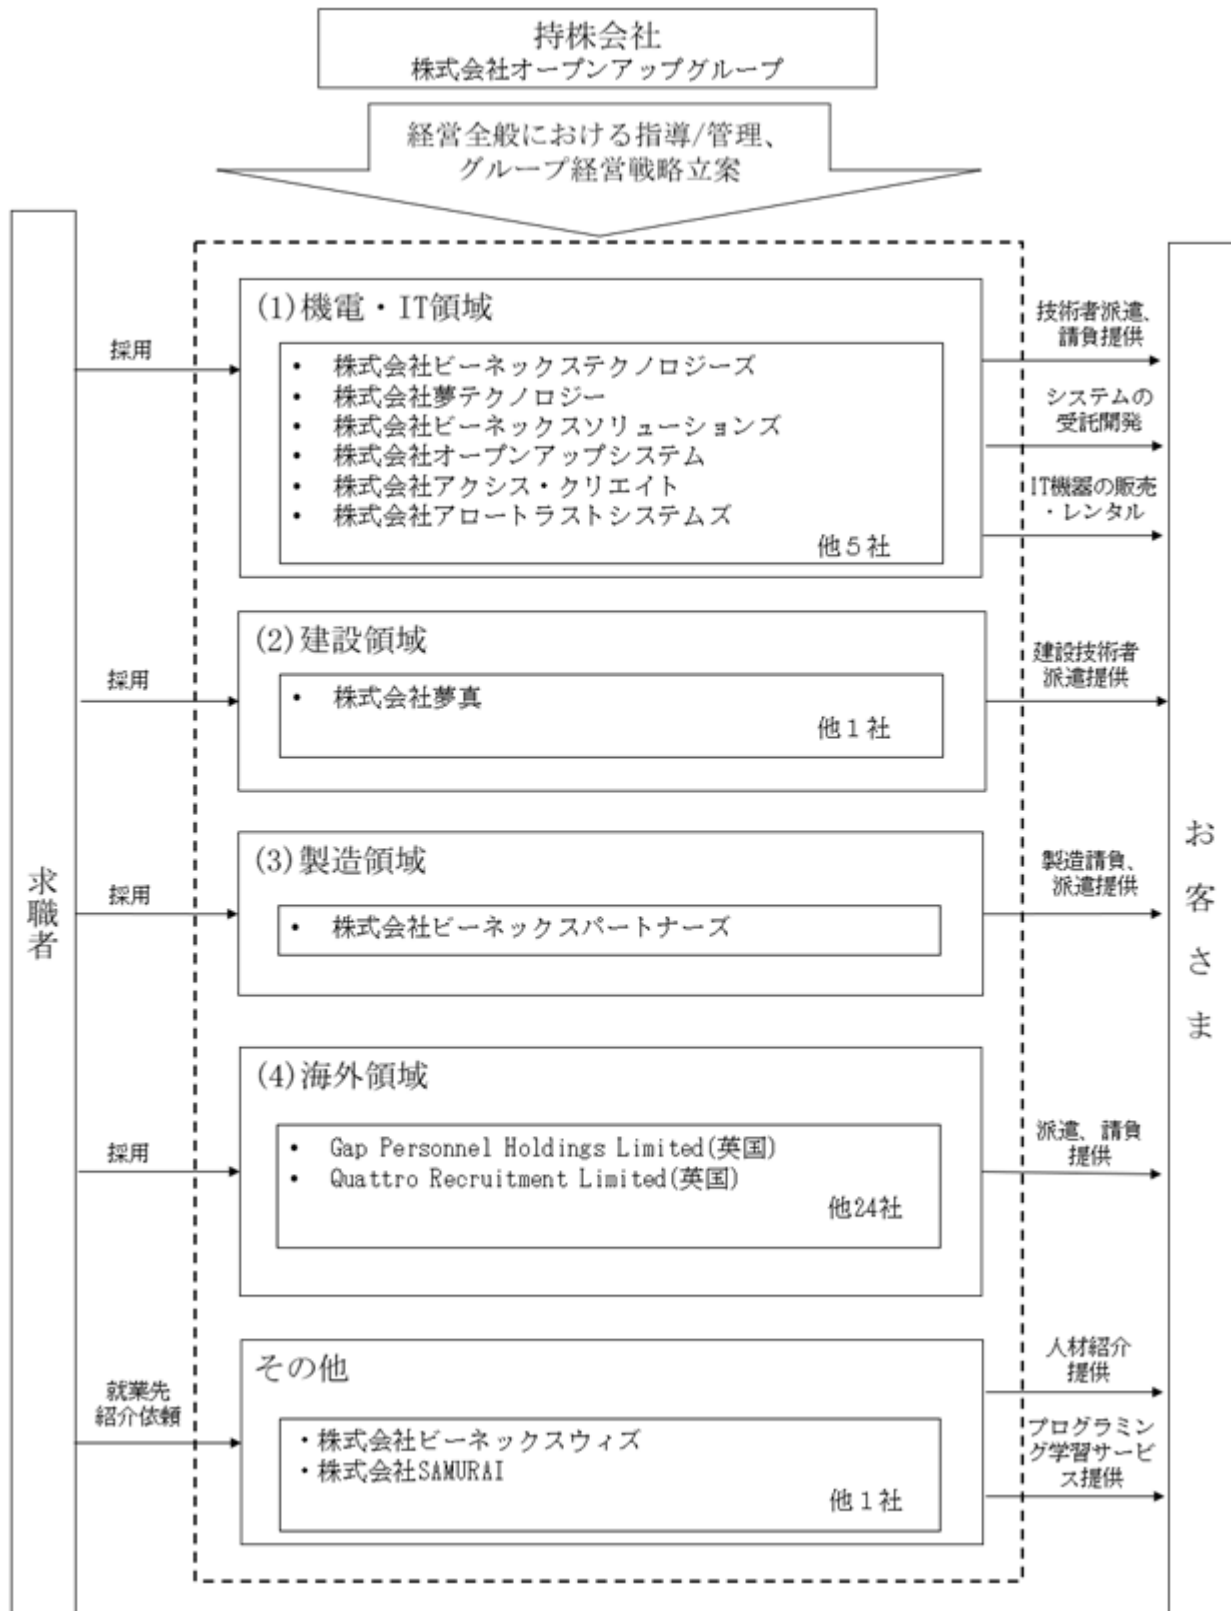 持株会社
株式会社オープンアップグループ
経営全般における指導/管理、
グループ経営戦略立案
求職者
お客さま
(1)機電・IT領域
採用
• 株式会社ビーネックステクノロジーズ
• 株式会社夢テクノロジー
• 株式会社ビーネックスソリューションズ
• 株式会社オープンアップシステム
• 株式会社アクシス・クリエイト
• 株式会社アロートラストシステムズ
他５社
技術者派遣、
請負提供
システムの
受託開発
IT機器の販売
・レンタル
(2)建設領域
採用
• 株式会社夢真
他１社
建設技術者
派遣提供
(3)製造領域
採用
• 株式会社ビーネックスパートナーズ
製造請負、
派遣提供
(4)海外領域
採用
• Gap Personnel Holdings Limited(英国)
• Quattro Recruitment Limited(英国)
他24社
派遣、請負
提供
その他
就業先
紹介依頼
・株式会社ビーネックスウィズ
・株式会社SAMURAI
他１社
人材紹介
提供
プログラミン
グ学習サービ
ス提供